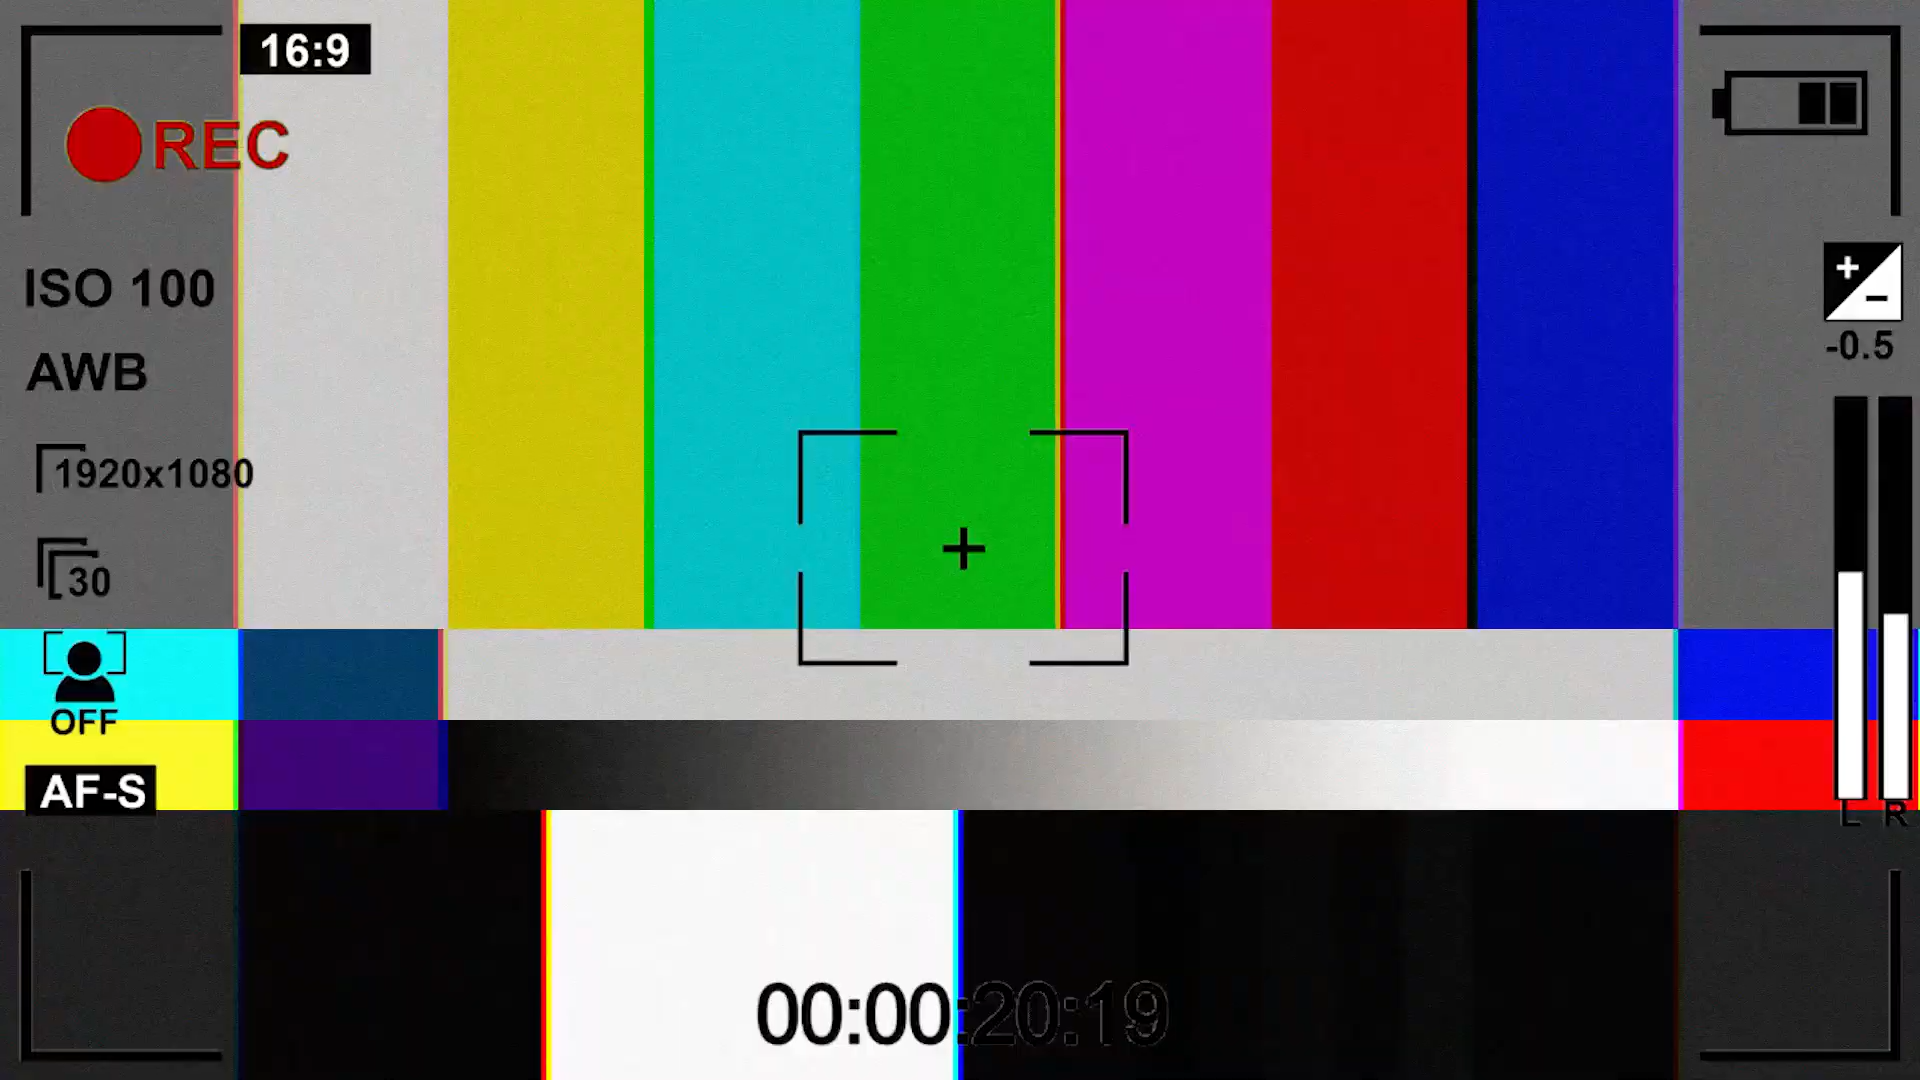 16:9
REC
ISO 100
AWB
-0.5
1920x1080
30
OFF
AF-S
L R
00:00:20:19